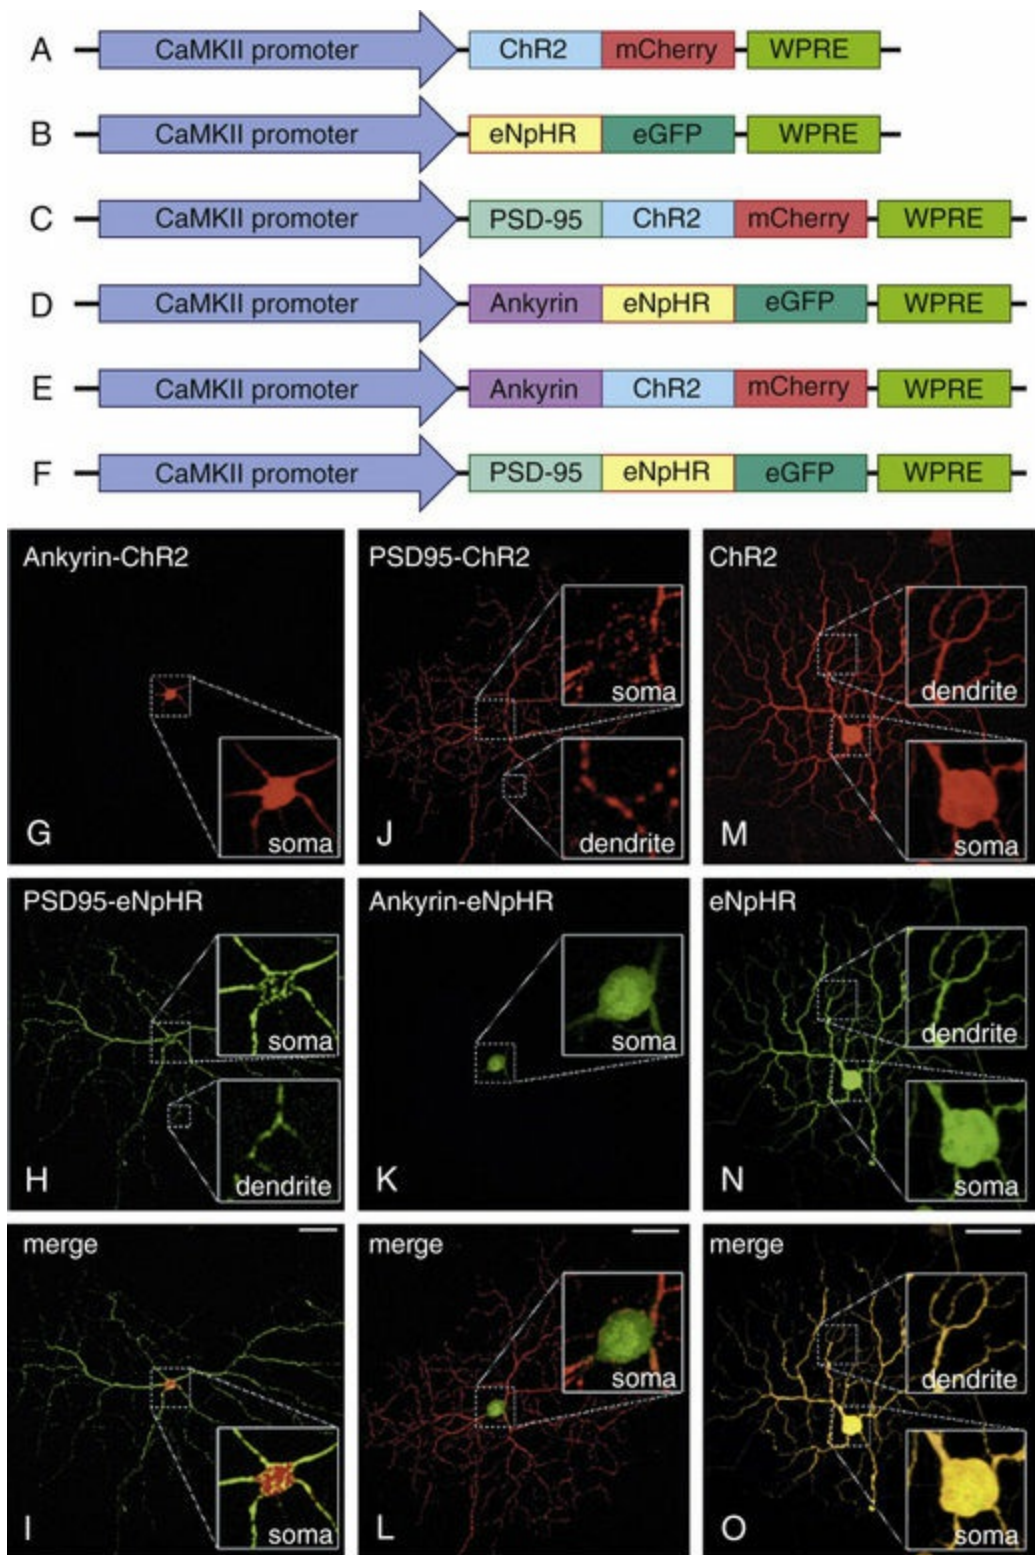 A CaMKII promoter ChR2 mCherry WPRE
B CaMKII promoter eNpHR eGFP WPRE
C CaMKII promoter PSD-95 ChR2 mCherry WPRE
D CaMKII promoter Ankyrin eNpHR eGFP WPRE
E CaMKII promoter Ankyrin ChR2 mCherry WPRE
F CaMKII promoter PSD-95 eNpHR eGFP WPRE
Ankyrin-ChR2
soma
G
PSD95-ChR2
soma
dendrite
J
ChR2
dendrite
soma
M
PSD95-eNpHR
soma
dendrite
H
Ankyrin-eNpHR
soma
K
eNpHR
dendrite
soma
N
merge
soma
I
merge
soma
L
merge
dendrite
soma
O